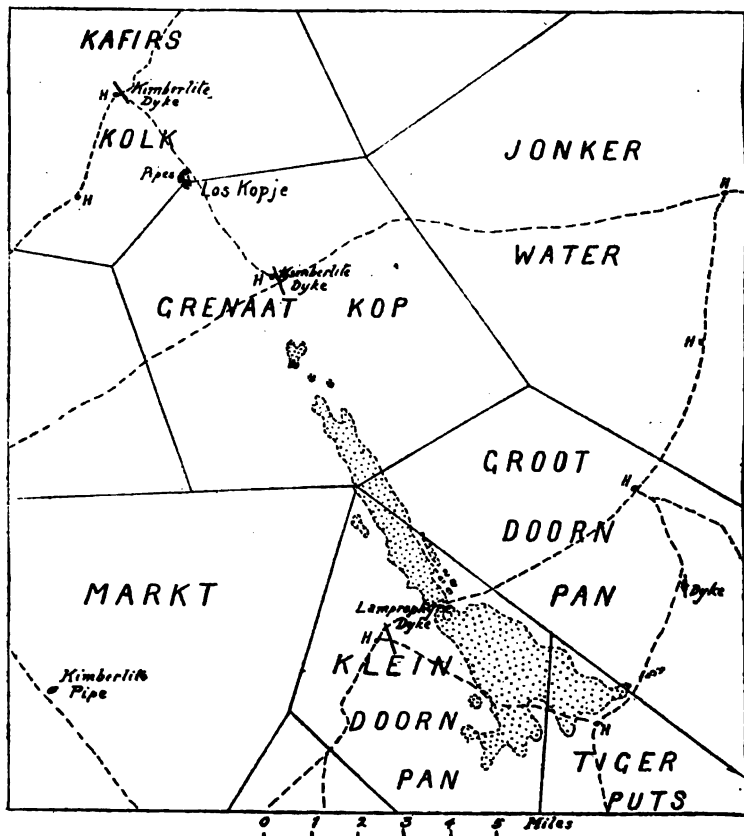 KAFIRS
H Kimberlite
Dyke
KOLK
JONKER
Pipes
Los Kopje
H
H
WATER
H Kimberlite
Dyke
GRENAAT KOP
H
GROOT
H
DOORN
MARKT
PAN
Dyke
Lamprophyre
Dyke
H
KLEIN
Kimberlite
Pipe
DOORN
H
TIGER
PAN
PUTS
0 1 2 3 4 5 Miles